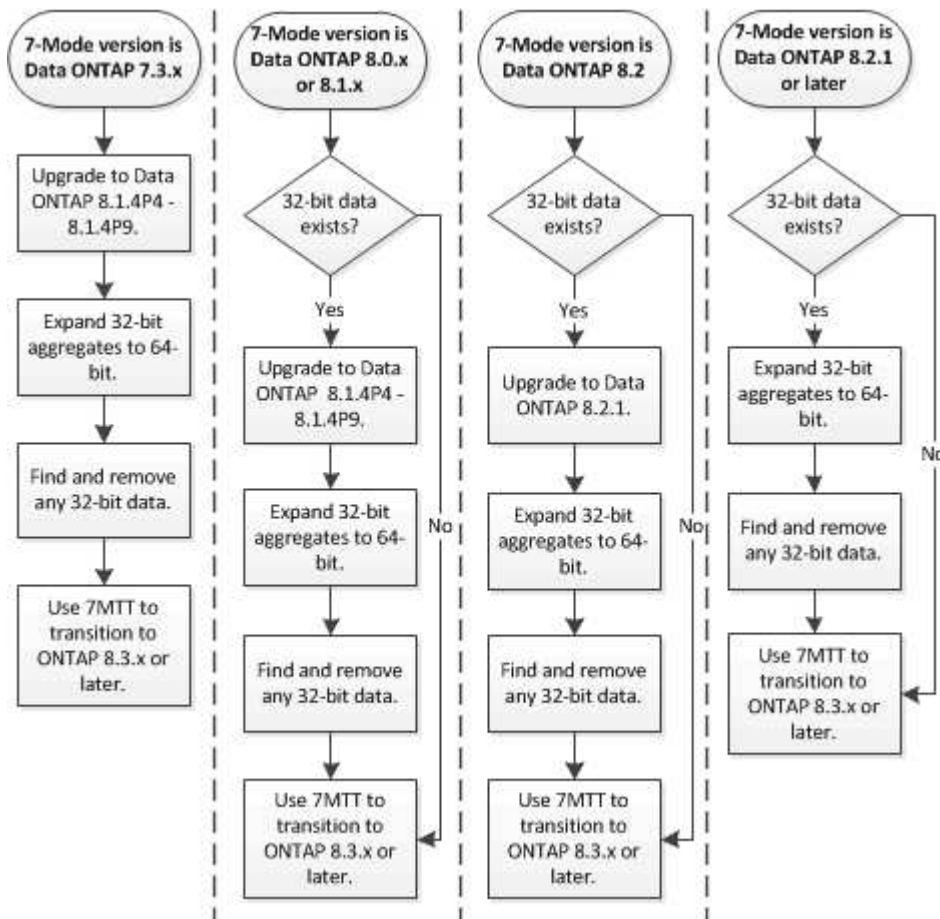 7-Mode version is
Data ONTAP 7.3.x
Upgrade to Data
ONTAP 8.1.4P4 -
8.1.4P9.
Expand 32-bit
aggregates to 64-
bit.
Find and remove
any 32-bit data.
Use 7MTT to
transition to
ONTAP 8.3.x or
later.
7-Mode version is
Data ONTAP 8.0.x
or 8.1.x
32-bit data
exists?
Yes
No
Upgrade to Data
ONTAP 8.1.4P4 -
8.1.4P9.
Expand 32-bit
aggregates to 64-
bit.
Find and remove
any 32-bit data.
Use 7MTT to
transition to
ONTAP 8.3.x or
later.
7-Mode version is
Data ONTAP 8.2
32-bit data
exists?
Yes
No
Upgrade to Data
ONTAP 8.2.1.
Expand 32-bit
aggregates to 64-
bit.
Find and remove
any 32-bit data.
Use 7MTT to
transition to
ONTAP 8.3.x or
later.
7-Mode version is
Data ONTAP 8.2.1
or later
32-bit data
exists?
Yes
No
Expand 32-bit
aggregates to 64-
bit.
Find and remove
any 32-bit data.
Use 7MTT to
transition to
ONTAP 8.3.x or
later.